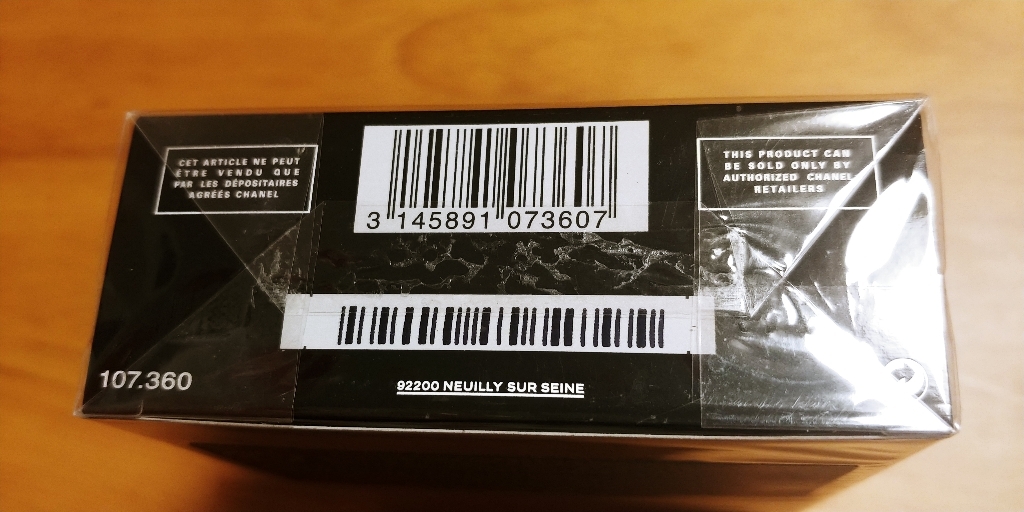 CET ARTICLE NE PEUT
ÊTRE VENDU QUE
PAR LES DÉPOSITAIRES
AGRÉÉS CHANEL
3 145891 073607
THIS PRODUCT CAN
BE SOLD ONLY BY
AUTHORIZED CHANEL
RETAILERS
107.360
92200 NEUILLY SUR SEINE